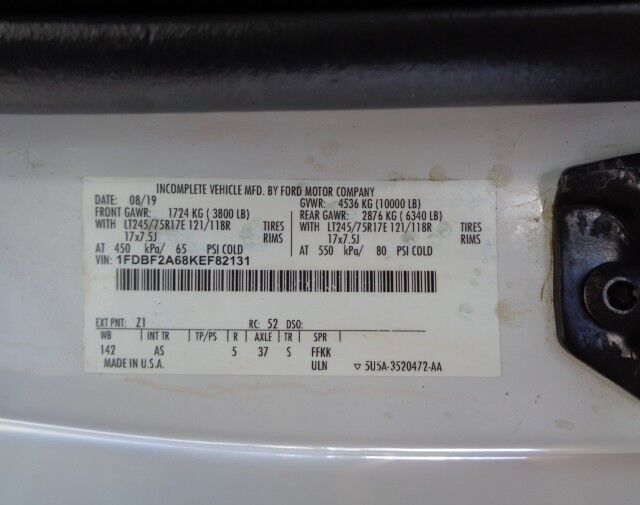 INCOMPLETE VEHICLE MFD. BY FORD MOTOR COMPANY
DATE: 08/19 GVWR: 4536 KG (10000 LB)
FRONT GAWR: 1724 KG ( 3800 LB) REAR GAWR: 2876 KG ( 6340 LB)
WITH LT245/75R17E 121/118R TIRES WITH LT245/75R17E 121/118R TIRES
17x7.5J RIMS 17x7.5J RIMS
AT 450 kPa/ 65 PSI COLD AT 550 kPa/ 80 PSI COLD
VIN: 1FDBF2A68KEF82131
EXT PNT: Z1 RC: 52 DSO:
WB INT TR TP/PS R AXLE TR SPR
142 AS 5 37 S FFKK
MADE IN U.S.A. ULN ▽ 5U5A-3520472-AA